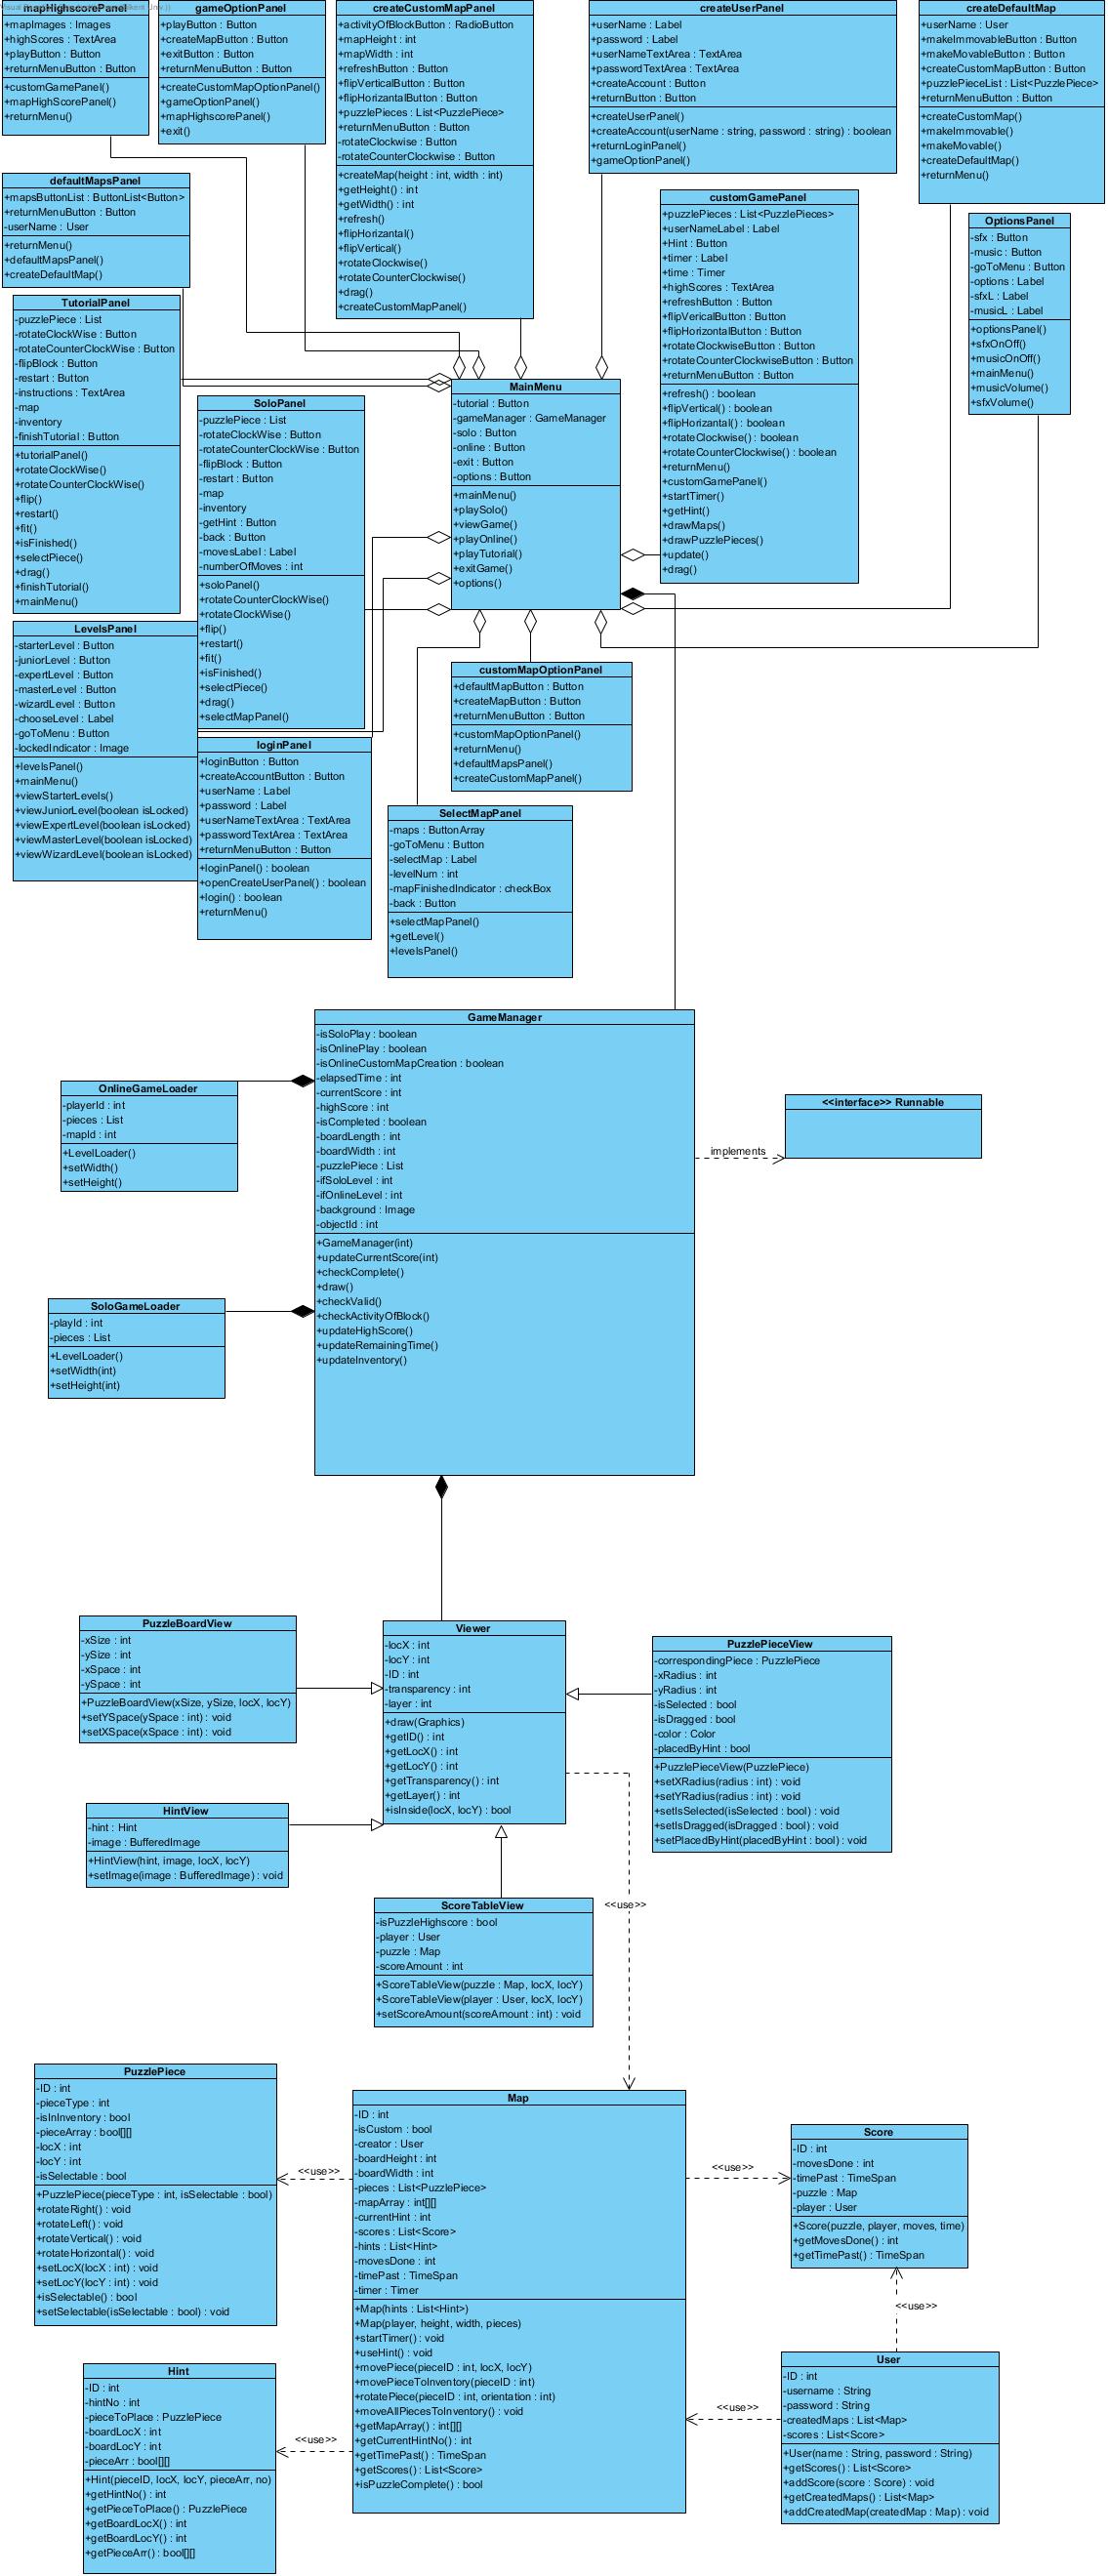 mapHighscorePanel
+mapImages : Images
+highScores : TextArea
+playButton : Button
+returnMenuButton : Button
+customGamePanel()
+mapHighScorePanel()
+returnMenu()
gameOptionPanel
+playButton : Button
+createMapButton : Button
+exitButton : Button
+returnMenuButton : Button
+createCustomMapOptionPanel()
+gameOptionPanel()
+mapHighscorePanel()
+exit()
createCustomMapPanel
+activityOfBlockButton : RadioButton
+mapHeight : int
+mapWidth : int
+refreshButton : Button
+flipVerticalButton : Button
+flipHorizantalButton : Button
+puzzlePieces : List<PuzzlePiece>
+returnMenuButton : Button
-rotateClockwise : Button
-rotateCounterClockwise : Button
+createMap(height : int, width : int)
+getHeight() : int
+getWidth() : int
+refresh()
+flipHorizantal()
+flipVertical()
+rotateClockwise()
+rotateCounterClockwise()
+drag()
+createCustomMapPanel()
createUserPanel
+userName : Label
+password : Label
+userNameTextArea : TextArea
+passwordTextArea : TextArea
+createAccount : Button
+returnButton : Button
+createUserPanel()
+createAccount(userName : string, password : string) : boolean
+returnLoginPanel()
+gameOptionPanel()
createDefaultMap
+userName : User
+makeImmovableButton : Button
+makeMovableButton : Button
+createCustomMapButton : Button
+puzzlePieceList : List<PuzzlePiece>
+returnMenuButton : Button
+createCustomMap()
+makeImmovable()
+makeMovable()
+createDefaultMap()
+returnMenu()
defaultMapsPanel
+mapsButtonList : ButtonList<Button>
+returnMenuButton : Button
-userName : User
+returnMenu()
+defaultMapsPanel()
+createDefaultMap()
customGamePanel
+puzzlePieces : List<PuzzlePieces>
+userNameLabel : Label
+Hint : Button
+timer : Label
+time : Timer
+highScores : TextArea
+refreshButton : Button
+flipVericalButton : Button
+flipHorizontalButton : Button
+rotateClockwiseButton : Button
+rotateCounterClockwiseButton : Button
+returnMenuButton : Button
+refresh() : boolean
+flipVertical() : boolean
+flipHorizantal() : boolean
+rotateClockwise() : boolean
+rotateCounterClockwise() : boolean
+returnMenu()
+customGamePanel()
+startTimer()
+getHint()
+drawMaps()
+drawPuzzlePieces()
+update()
+drag()
OptionsPanel
-sfx : Button
-music : Button
-goToMenu : Button
-options : Label
-sfxL : Label
-musicL : Label
+optionsPanel()
+sfxOnOff()
+musicOnOff()
+mainMenu()
+musicVolume()
+sfxVolume()
TutorialPanel
-puzzlePiece : List
-rotateClockWise : Button
-rotateCounterClockWise : Button
-flipBlock : Button
-restart : Button
-instructions : TextArea
-map
-inventory
-finishTutorial : Button
+tutorialPanel()
+rotateClockWise()
+rotateCounterClockWise()
+flip()
+restart()
+fit()
+isFinished()
+selectPiece()
+drag()
+finishTutorial()
+mainMenu()
SoloPanel
-puzzlePiece : List
-rotateClockWise : Button
-rotateCounterClockWise : Button
-flipBlock : Button
-restart : Button
-map
-inventory
-getHint : Button
-back : Button
-movesLabel : Label
-numberOfMoves : int
+soloPanel()
+rotateCounterClockWise()
+rotateClockWise()
+flip()
+restart()
+fit()
+isFinished()
+selectPiece()
+drag()
+selectMapPanel()
MainMenu
-tutorial : Button
-gameManager : GameManager
-solo : Button
-online : Button
-exit : Button
-options : Button
+mainMenu()
+playSolo()
+viewGame()
+playOnline()
+playTutorial()
+exitGame()
+options()
LevelsPanel
-starterLevel : Button
-juniorLevel : Button
-expertLevel : Button
-masterLevel : Button
-wizardLevel : Button
-chooseLevel : Label
-goToMenu : Button
-lockedIndicator : Image
+levelsPanel()
+mainMenu()
+viewStarterLevels()
+viewJuniorLevel(boolean isLocked)
+viewExpertLevel(boolean isLocked)
+viewMasterLevel(boolean isLocked)
+viewWizardLevel(boolean isLocked)
loginPanel
+loginButton : Button
+createAccountButton : Button
+userName : Label
+password : Label
+userNameTextArea : TextArea
+passwordTextArea : TextArea
+returnMenuButton : Button
+loginPanel() : boolean
+openCreateUserPanel() : boolean
+login() : boolean
+returnMenu()
customMapOptionPanel
+defaultMapButton : Button
+createMapButton : Button
+returnMenuButton : Button
+customMapOptionPanel()
+returnMenu()
+defaultMapsPanel()
+createCustomMapPanel()
SelectMapPanel
-maps : ButtonArray
-goToMenu : Button
-selectMap : Label
-levelNum : int
-mapFinishedIndicator : checkBox
-back : Button
+selectMapPanel()
+getLevel()
+levelsPanel()
GameManager
-isSoloPlay : boolean
-isOnlinePlay : boolean
-isOnlineCustomMapCreation : boolean
-elapsedTime : int
-currentScore : int
-highScore : int
-isCompleted : boolean
-boardLength : int
-boardWidth : int
-puzzlePiece : List
-ifSoloLevel : int
-ifOnlineLevel : int
-background : Image
-objectId : int
+GameManager(int)
+updateCurrentScore(int)
+checkComplete()
+draw()
+checkValid()
+checkActivityOfBlock()
+updateHighScore()
+updateRemainingTime()
+updateInventory()
OnlineGameLoader
-playerId : int
-pieces : List
-mapId : int
+LevelLoader()
+setWidth()
+setHeight()
<<interface>> Runnable
implements
SoloGameLoader
-playId : int
-pieces : List
+LevelLoader()
+setWidth(int)
+setHeight(int)
PuzzleBoardView
-xSize : int
-ySize : int
-xSpace : int
-ySpace : int
+PuzzleBoardView(xSize, ySize, locX, locY)
+setYSpace(ySpace : int) : void
+setXSpace(xSpace : int) : void
Viewer
-locX : int
-locY : int
-ID : int
-transparency : int
-layer : int
+draw(Graphics)
+getID() : int
+getLocX() : int
+getLocY() : int
+getTransparency() : int
+getLayer() : int
+isInside(locX, locY) : bool
PuzzlePieceView
-correspondingPiece : PuzzlePiece
-xRadius : int
-yRadius : int
-isSelected : bool
-isDragged : bool
-color : Color
-placedByHint : bool
+PuzzlePieceView(PuzzlePiece)
+setXRadius(radius : int) : void
+setYRadius(radius : int) : void
+setIsSelected(isSelected : bool) : void
+setIsDragged(isDragged : bool) : void
+setPlacedByHint(placedByHint : bool) : void
HintView
-hint : Hint
-image : BufferedImage
+HintView(hint, image, locX, locY)
+setImage(image : BufferedImage) : void
ScoreTableView
-isPuzzleHighscore : bool
-player : User
-puzzle : Map
-scoreAmount : int
+ScoreTableView(puzzle : Map, locX, locY)
+ScoreTableView(player : User, locX, locY)
+setScoreAmount(scoreAmount : int) : void
<<use>>
PuzzlePiece
-ID : int
-pieceType : int
-isInInventory : bool
-pieceArray : bool[][]
-locX : int
-locY : int
-isSelectable : bool
+PuzzlePiece(pieceType : int, isSelectable : bool)
+rotateRight() : void
+rotateLeft() : void
+rotateVertical() : void
+rotateHorizontal() : void
+setLocX(locX : int) : void
+setLocY(locY : int) : void
+isSelectable() : bool
+setSelectable(isSelectable : bool) : void
<<use>>
Map
-ID : int
-isCustom : bool
-creator : User
-boardHeight : int
-boardWidth : int
-pieces : List<PuzzlePiece>
-mapArray : int[][]
-currentHint : int
-scores : List<Score>
-hints : List<Hint>
-movesDone : int
-timePast : TimeSpan
-timer : Timer
+Map(hints : List<Hint>)
+Map(player, height, width, pieces)
+startTimer() : void
+useHint() : void
+movePiece(pieceID : int, locX, locY)
+movePieceToInventory(pieceID : int)
+rotatePiece(pieceID : int, orientation : int)
+moveAllPiecesToInventory() : void
+getMapArray() : int[][]
+getCurrentHintNo() : int
+getTimePast() : TimeSpan
+getScores() : List<Score>
+isPuzzleComplete() : bool
<<use>>
Score
-ID : int
-movesDone : int
-timePast : TimeSpan
-puzzle : Map
-player : User
+Score(puzzle, player, moves, time)
+getMovesDone() : int
+getTimePast() : TimeSpan
<<use>>
Hint
-ID : int
-hintNo : int
-pieceToPlace : PuzzlePiece
-boardLocX : int
-boardLocY : int
-pieceArr : bool[][]
+Hint(pieceID, locX, locY, pieceArr, no)
+getHintNo() : int
+getPieceToPlace() : PuzzlePiece
+getBoardLocX() : int
+getBoardLocY() : int
+getPieceArr() : bool[][]
<<use>>
<<use>>
User
-ID : int
-username : String
-password : String
-createdMaps : List<Map>
-scores : List<Score>
+User(name : String, password : String)
+getScores() : List<Score>
+addScore(score : Score) : void
+getCreatedMaps() : List<Map>
+addCreatedMap(createdMap : Map) : void